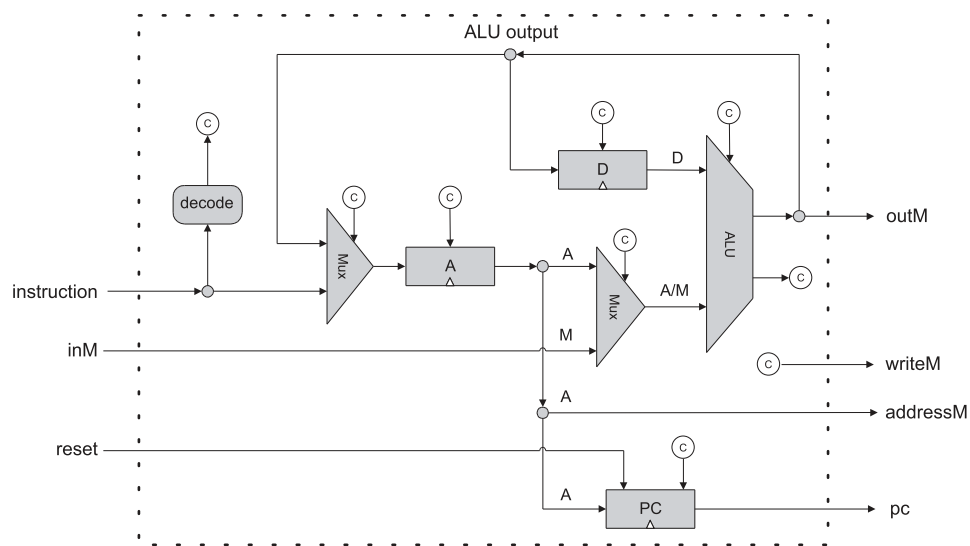 ALU output
C
C
C
D
D
C
C
decode
C
A
A
Mux
Mux
A/M
ALU
outM
C
instruction
inM
M
C
writeM
A
addressM
reset
C
A
PC
pc